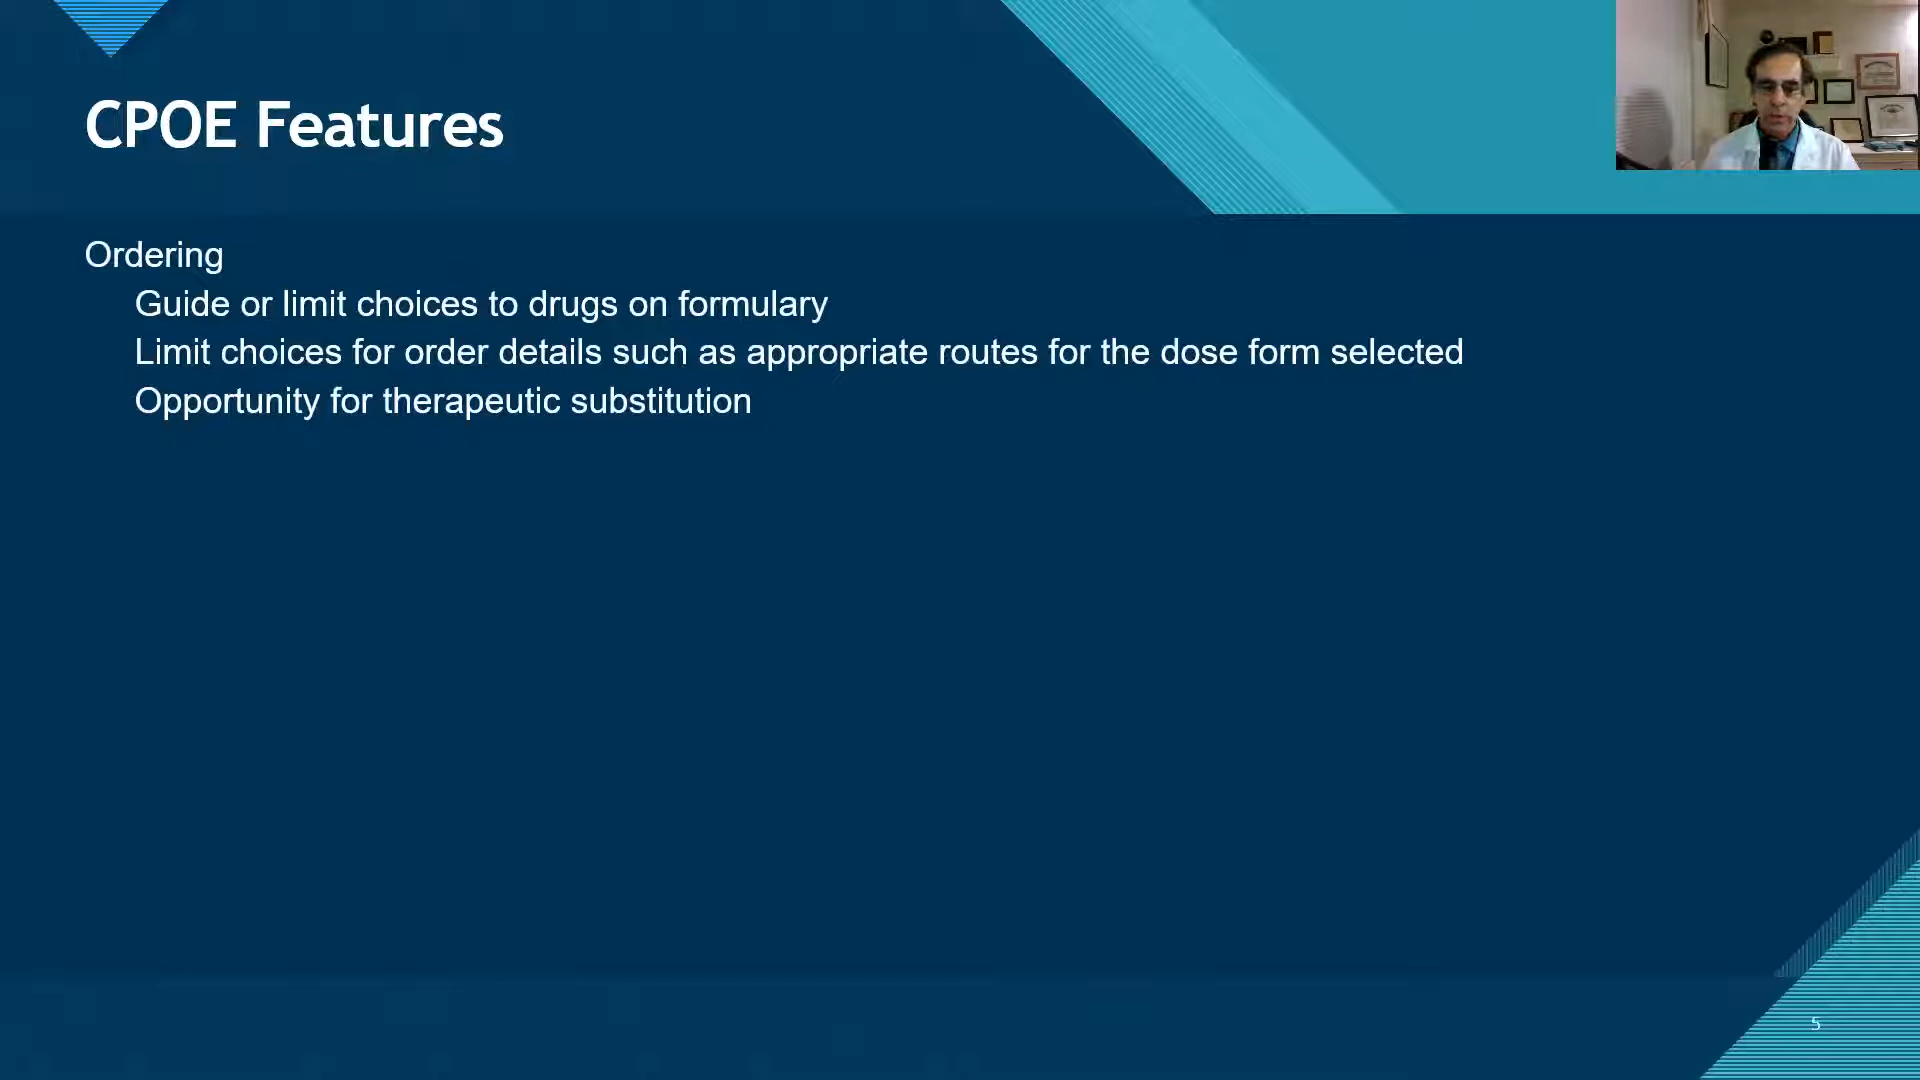 CPOE Features
Ordering
Guide or limit choices to drugs on formulary
Limit choices for order details such as appropriate routes for the dose form selected
Opportunity for therapeutic substitution
5